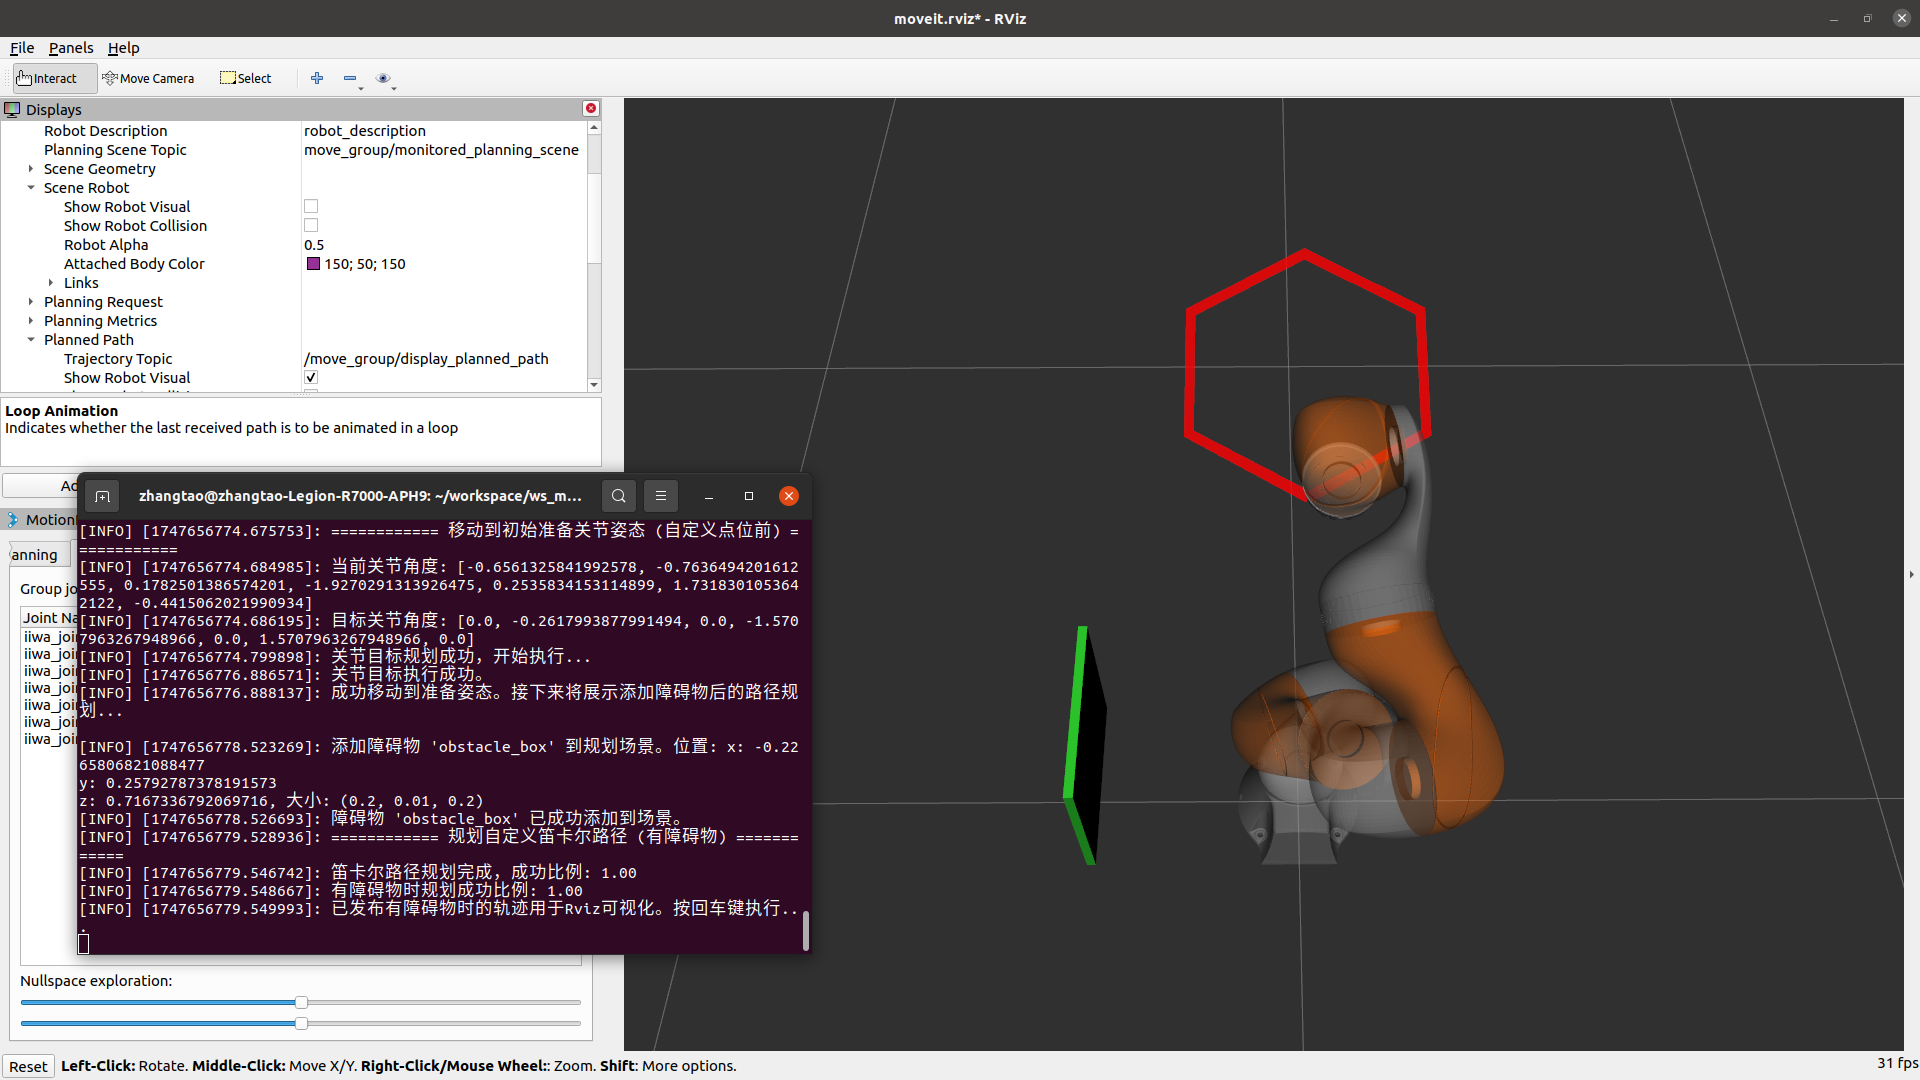 moveit.rviz* - RViz
File Panels Help
Interact Move Camera Select
Displays
Robot Description robot_description
Planning Scene Topic move_group/monitored_planning_scene
Scene Geometry
Scene Robot
Show Robot Visual
Show Robot Collision
Robot Alpha 0.5
Attached Body Color 150; 50; 150
Links
Planning Request
Planning Metrics
Planned Path
Trajectory Topic /move_group/display_planned_path
Show Robot Visual
Loop Animation
Indicates whether the last received path is to be animated in a loop
Ad
Motion
anning
Group jo
Joint Na
iiwa_joi
iiwa_joi
iiwa_joi
iiwa_joi
iiwa_joi
iiwa_joi
iiwa_joi
zhangtao@zhangtao-Legion-R7000-APH9: ~/workspace/ws_m...
[INFO] [1747656774.675753]: ============ 移动到初始准备关节姿态 (自定义点位前) =
===========
[INFO] [1747656774.684985]: 当前关节角度: [-0.6561325841992578, -0.7636494201612
555, 0.1782501386574201, -1.9270291313926475, 0.2535834153114899, 1.731830105364
2122, -0.4415062021990934]
[INFO] [1747656774.686195]: 目标关节角度: [0.0, -0.2617993877991494, 0.0, -1.570
7963267948966, 0.0, 1.5707963267948966, 0.0]
[INFO] [1747656774.799898]: 关节目标规划成功，开始执行...
[INFO] [1747656776.886571]: 关节目标执行成功。
[INFO] [1747656776.888137]: 成功移动到准备姿态。接下来将展示添加障碍物后的路径规
划...
[INFO] [1747656778.523269]: 添加障碍物 'obstacle_box' 到规划场景。位置: x: -0.22
65806821088477
y: 0.25792787378191573
z: 0.7167336792069716, 大小: (0.2, 0.01, 0.2)
[INFO] [1747656778.526693]: 障碍物 'obstacle_box' 已成功添加到场景。
[INFO] [1747656779.528936]: ============ 规划自定义笛卡尔路径 (有障碍物) =======
=====
[INFO] [1747656779.546742]: 笛卡尔路径规划完成，成功比例: 1.00
[INFO] [1747656779.548667]: 有障碍物时规划成功比例: 1.00
[INFO] [1747656779.549993]: 已发布有障碍物时的轨迹用于Rviz可视化。按回车键执行..
.
Nullspace exploration:
Reset Left-Click: Rotate. Middle-Click: Move X/Y. Right-Click/Mouse Wheel:: Zoom. Shift: More options.
31 fps